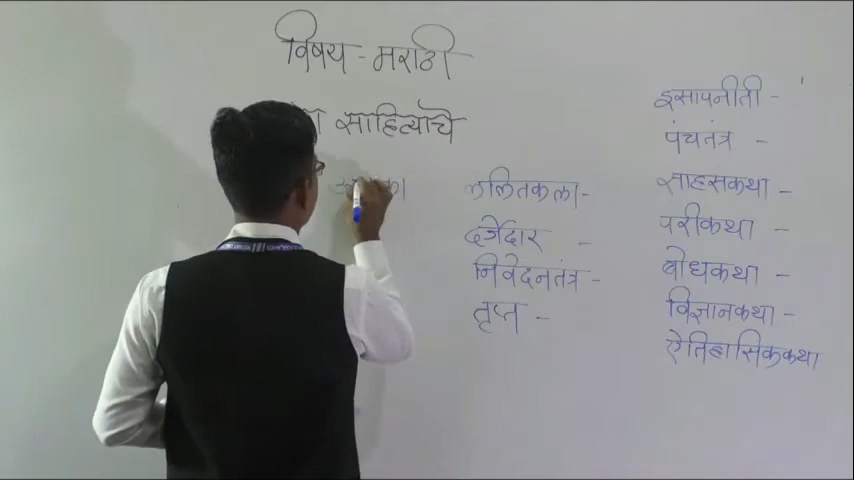 विषय - मराठी
साहित्याचे
ललितकला-
दर्जेदार -
निवेदनतंत्र -
तृप्त -
इसापनीती -
पंचतंत्र -
साहसकथा -
परीकथा -
बोधकथा -
विज्ञानकथा -
ऐतिहासिककथा